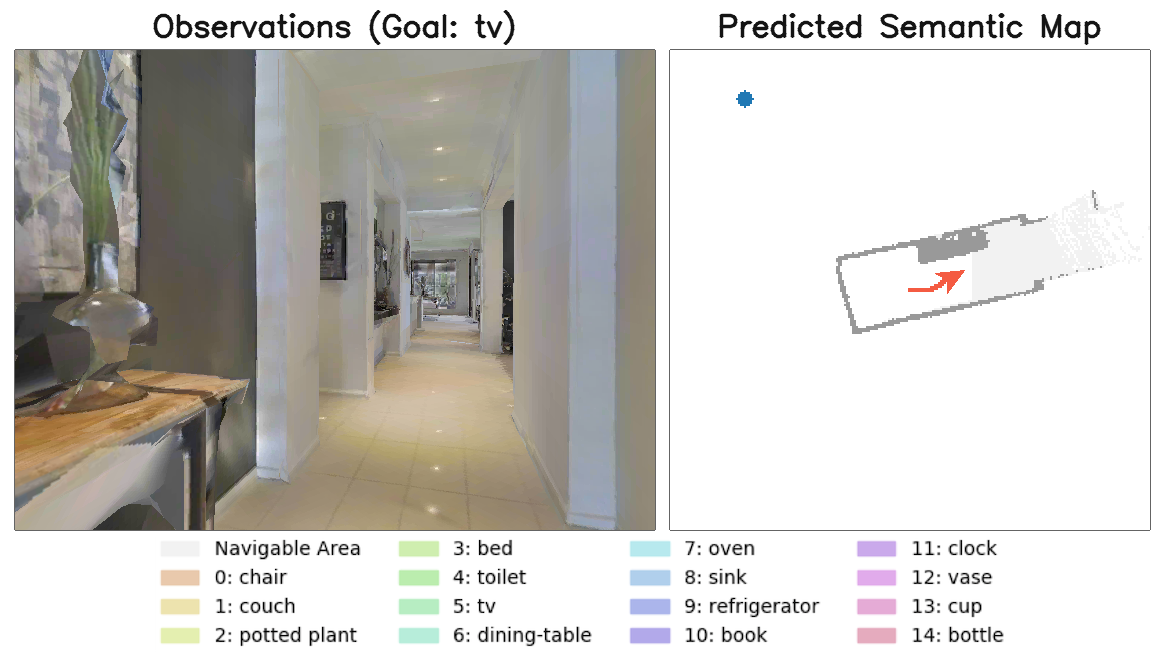 Observations (Goal: tv)
Predicted Semantic Map
Navigable Area
0: chair
1: couch
2: potted plant
3: bed
4: toilet
5: tv
6: dining-table
7: oven
8: sink
9: refrigerator
10: book
11: clock
12: vase
13: cup
14: bottle